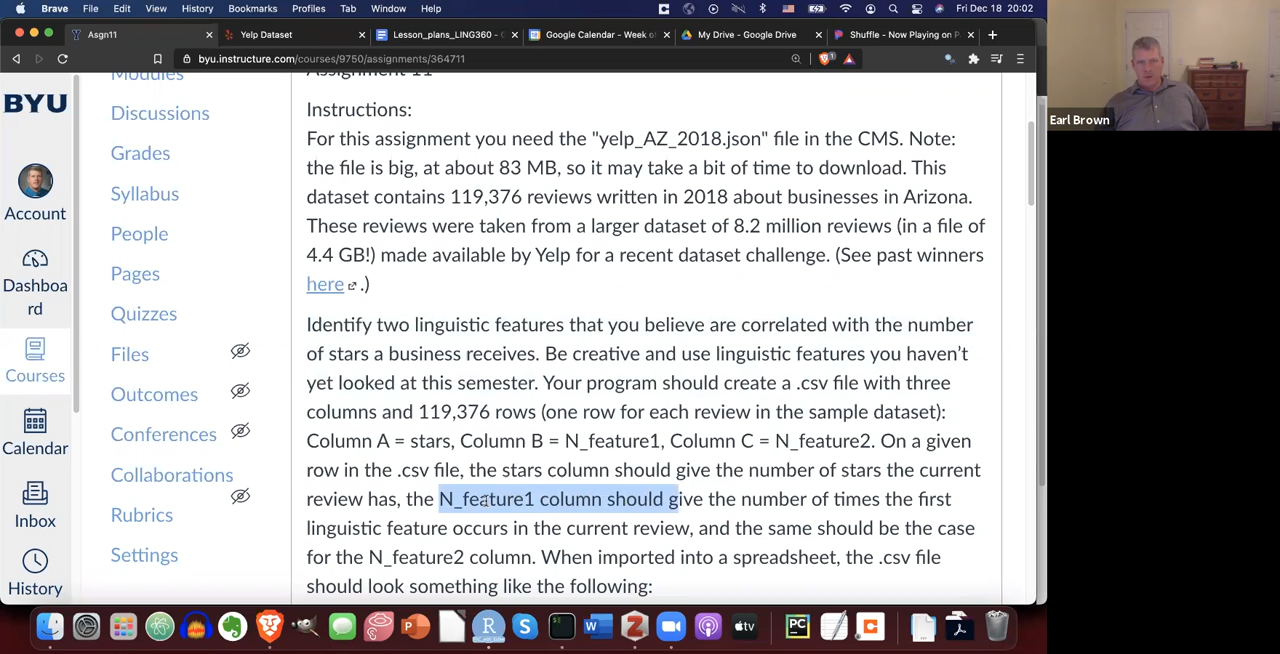 Brave File Edit View History Bookmarks Profiles Tab Window Help Fri Dec 18 20:02
Asgn11 Yelp Dataset Lesson_plans_LING360 - Google Calendar - Week of My Drive - Google Drive Shuffle - Now Playing on P
byu.instructure.com/courses/9750/assignments/364711
BYU
Account
Dashboa
rd
Courses
Calendar
Inbox
History
Modules
Discussions
Grades
Syllabus
People
Pages
Quizzes
Files
Outcomes
Conferences
Collaborations
Rubrics
Settings
Assignment 11
Instructions:
For this assignment you need the "yelp_AZ_2018.json" file in the CMS. Note:
the file is big, at about 83 MB, so it may take a bit of time to download. This
dataset contains 119,376 reviews written in 2018 about businesses in Arizona.
These reviews were taken from a larger dataset of 8.2 million reviews (in a file of
4.4 GB!) made available by Yelp for a recent dataset challenge. (See past winners
here .)
Identify two linguistic features that you believe are correlated with the number
of stars a business receives. Be creative and use linguistic features you haven't
yet looked at this semester. Your program should create a .csv file with three
columns and 119,376 rows (one row for each review in the sample dataset):
Column A = stars, Column B = N_feature1, Column C = N_feature2. On a given
row in the .csv file, the stars column should give the number of stars the current
review has, the N_feature1 column should give the number of times the first
linguistic feature occurs in the current review, and the same should be the case
for the N_feature2 column. When imported into a spreadsheet, the .csv file
should look something like the following:
Earl Brown